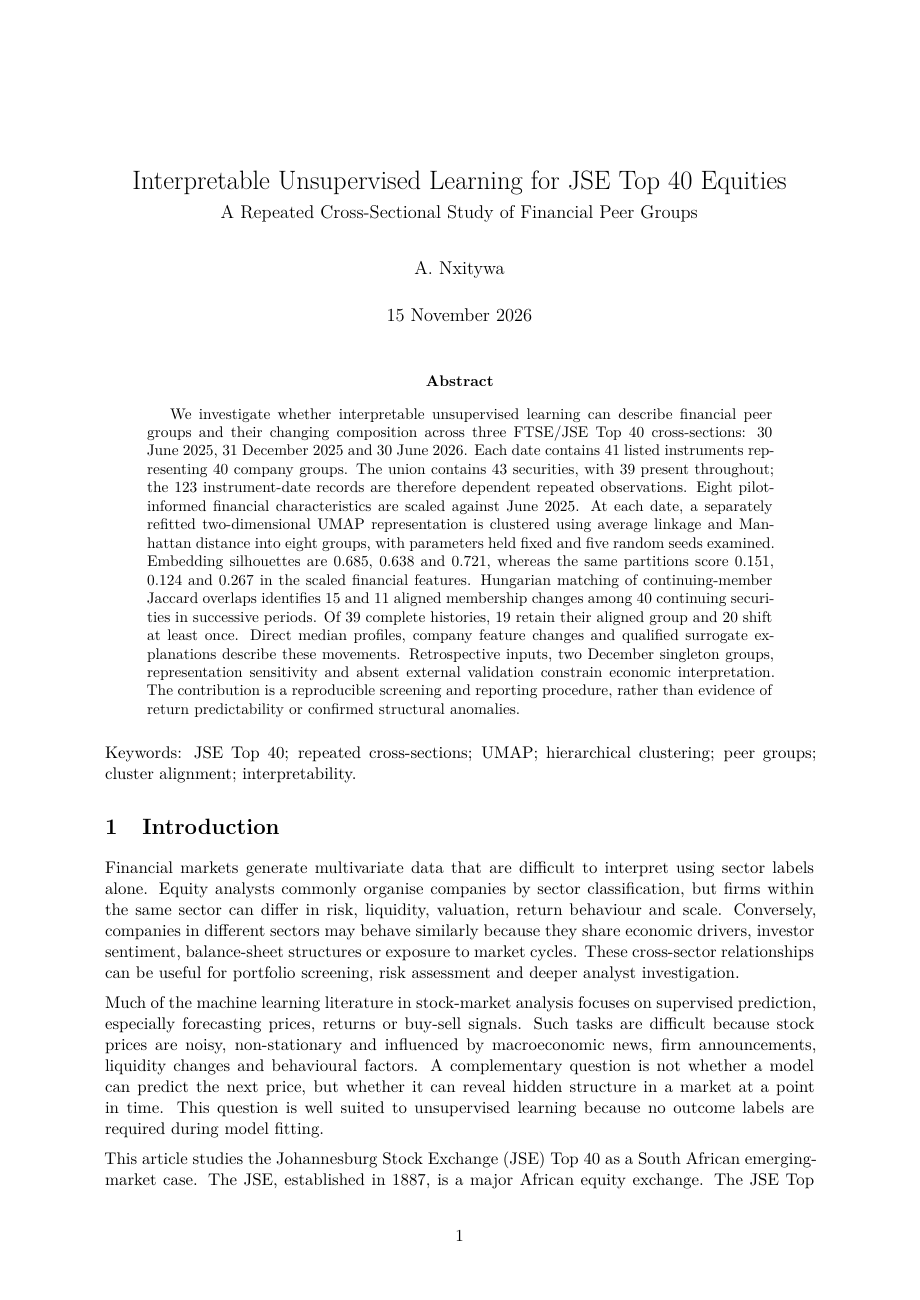 Interpretable Unsupervised Learning for JSE Top 40 Equities
A Repeated Cross-Sectional Study of Financial Peer Groups
A. Nxitywa
15 November 2026
Abstract
We investigate whether interpretable unsupervised learning can describe financial peer
groups and their changing composition across three FTSE/JSE Top 40 cross-sections: 30
June 2025, 31 December 2025 and 30 June 2026. Each date contains 41 listed instruments rep-
resenting 40 company groups. The union contains 43 securities, with 39 present throughout;
the 123 instrument-date records are therefore dependent repeated observations. Eight pilot-
informed financial characteristics are scaled against June 2025. At each date, a separately
refitted two-dimensional UMAP representation is clustered using average linkage and Man-
hattan distance into eight groups, with parameters held fixed and five random seeds examined.
Embedding silhouettes are 0.685, 0.638 and 0.721, whereas the same partitions score 0.151,
0.124 and 0.267 in the scaled financial features. Hungarian matching of continuing-member
Jaccard overlaps identifies 15 and 11 aligned membership changes among 40 continuing securi-
ties in successive periods. Of 39 complete histories, 19 retain their aligned group and 20 shift
at least once. Direct median profiles, company feature changes and qualified surrogate ex-
planations describe these movements. Retrospective inputs, two December singleton groups,
representation sensitivity and absent external validation constrain economic interpretation.
The contribution is a reproducible screening and reporting procedure, rather than evidence of
return predictability or confirmed structural anomalies.
Keywords: JSE Top 40; repeated cross-sections; UMAP; hierarchical clustering; peer groups;
cluster alignment; interpretability.
1 Introduction
Financial markets generate multivariate data that are difficult to interpret using sector labels
alone. Equity analysts commonly organise companies by sector classification, but firms within
the same sector can differ in risk, liquidity, valuation, return behaviour and scale. Conversely,
companies in different sectors may behave similarly because they share economic drivers, investor
sentiment, balance-sheet structures or exposure to market cycles. These cross-sector relationships
can be useful for portfolio screening, risk assessment and deeper analyst investigation.
Much of the machine learning literature in stock-market analysis focuses on supervised prediction,
especially forecasting prices, returns or buy-sell signals. Such tasks are difficult because stock
prices are noisy, non-stationary and influenced by macroeconomic news, firm announcements,
liquidity changes and behavioural factors. A complementary question is not whether a model
can predict the next price, but whether it can reveal hidden structure in a market at a point
in time. This question is well suited to unsupervised learning because no outcome labels are
required during model fitting.
This article studies the Johannesburg Stock Exchange (JSE) Top 40 as a South African emerging-
market case. The JSE, established in 1887, is a major African equity exchange. The JSE Top
1